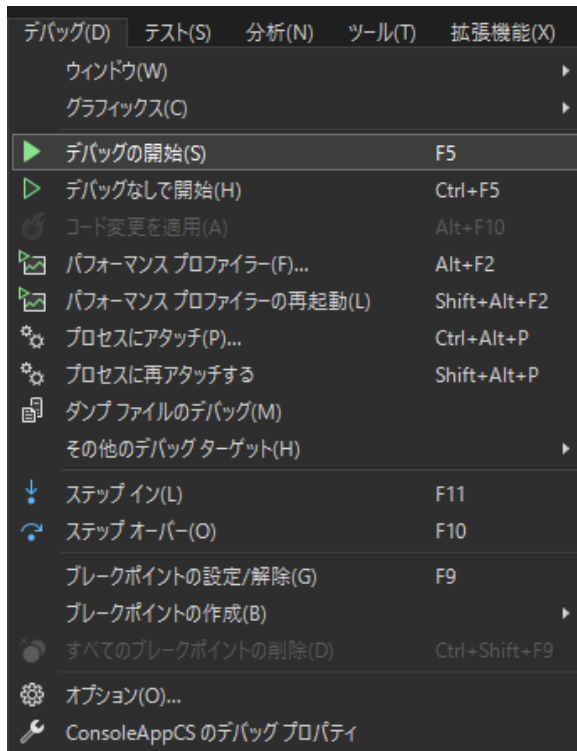 デバッグ(D) テスト(S) 分析(N) ツール(T) 拡張機能(X)
ウィンドウ(W)
グラフィックス(C)
デバッグの開始(S) F5
デバッグなしで開始(H) Ctrl+F5
コード変更を適用(A) Alt+F10
パフォーマンス プロファイラー(F)... Alt+F2
パフォーマンス プロファイラーの再起動(L) Shift+Alt+F2
プロセスにアタッチ(P)... Ctrl+Alt+P
プロセスに再アタッチする Shift+Alt+P
ダンプ ファイルのデバッグ(M)
その他のデバッグ ターゲット(H)
ステップ イン(L) F11
ステップ オーバー(O) F10
ブレークポイントの設定/解除(G) F9
ブレークポイントの作成(B)
すべてのブレークポイントの削除(D) Ctrl+Shift+F9
オプション(O)...
ConsoleAppCS のデバッグ プロパティ